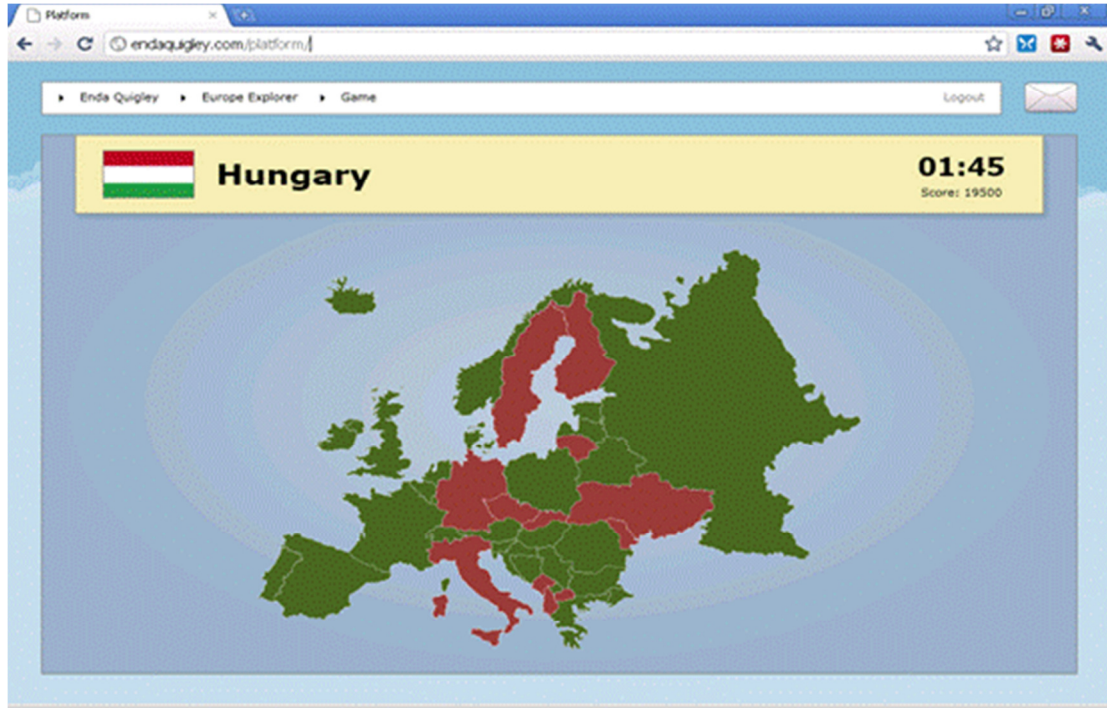 Platform
endaquigley.com/platform/
Enda Quigley Europe Explorer Game Logout
Hungary
01:45
Score: 19500